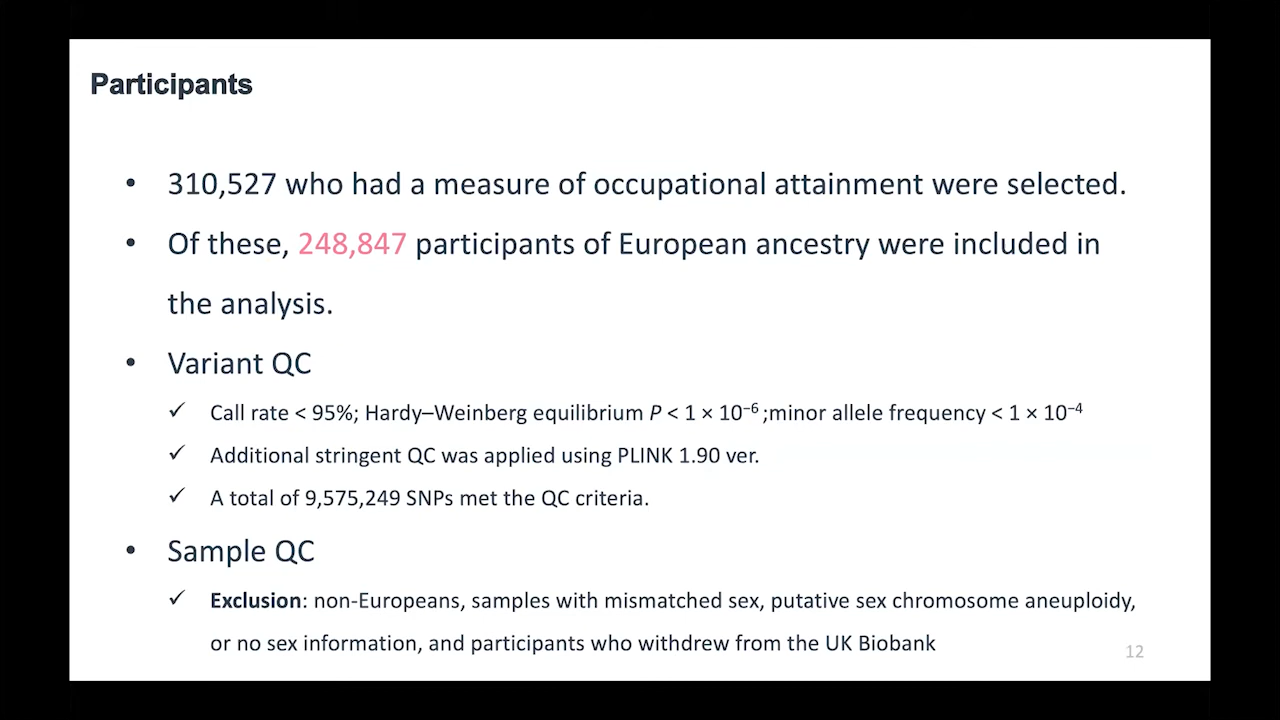 Participants
• 310,527 who had a measure of occupational attainment were selected.
• Of these, 248,847 participants of European ancestry were included in
the analysis.
• Variant QC
✓ Call rate < 95%; Hardy–Weinberg equilibrium P < 1 × 10⁻⁶ ;minor allele frequency < 1 × 10⁻⁴
✓ Additional stringent QC was applied using PLINK 1.90 ver.
✓ A total of 9,575,249 SNPs met the QC criteria.
• Sample QC
✓ Exclusion: non-Europeans, samples with mismatched sex, putative sex chromosome aneuploidy,
or no sex information, and participants who withdrew from the UK Biobank
12